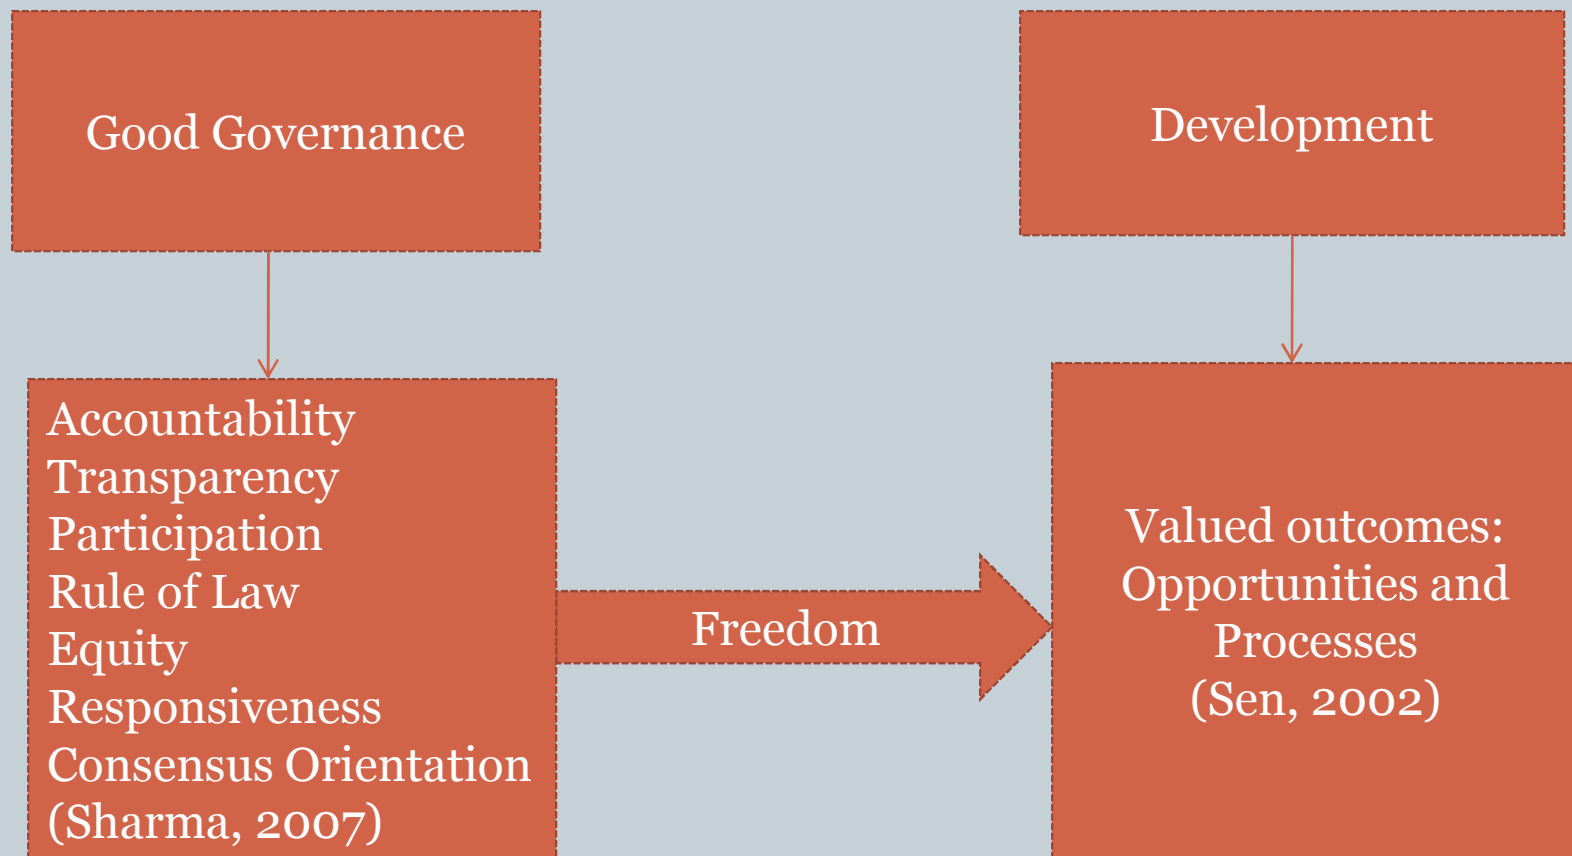 Good Governance
Development
Accountability
Transparency
Participation
Rule of Law
Equity
Responsiveness
Consensus Orientation
(Sharma, 2007)
Freedom
Valued outcomes:
Opportunities and
Processes
(Sen, 2002)